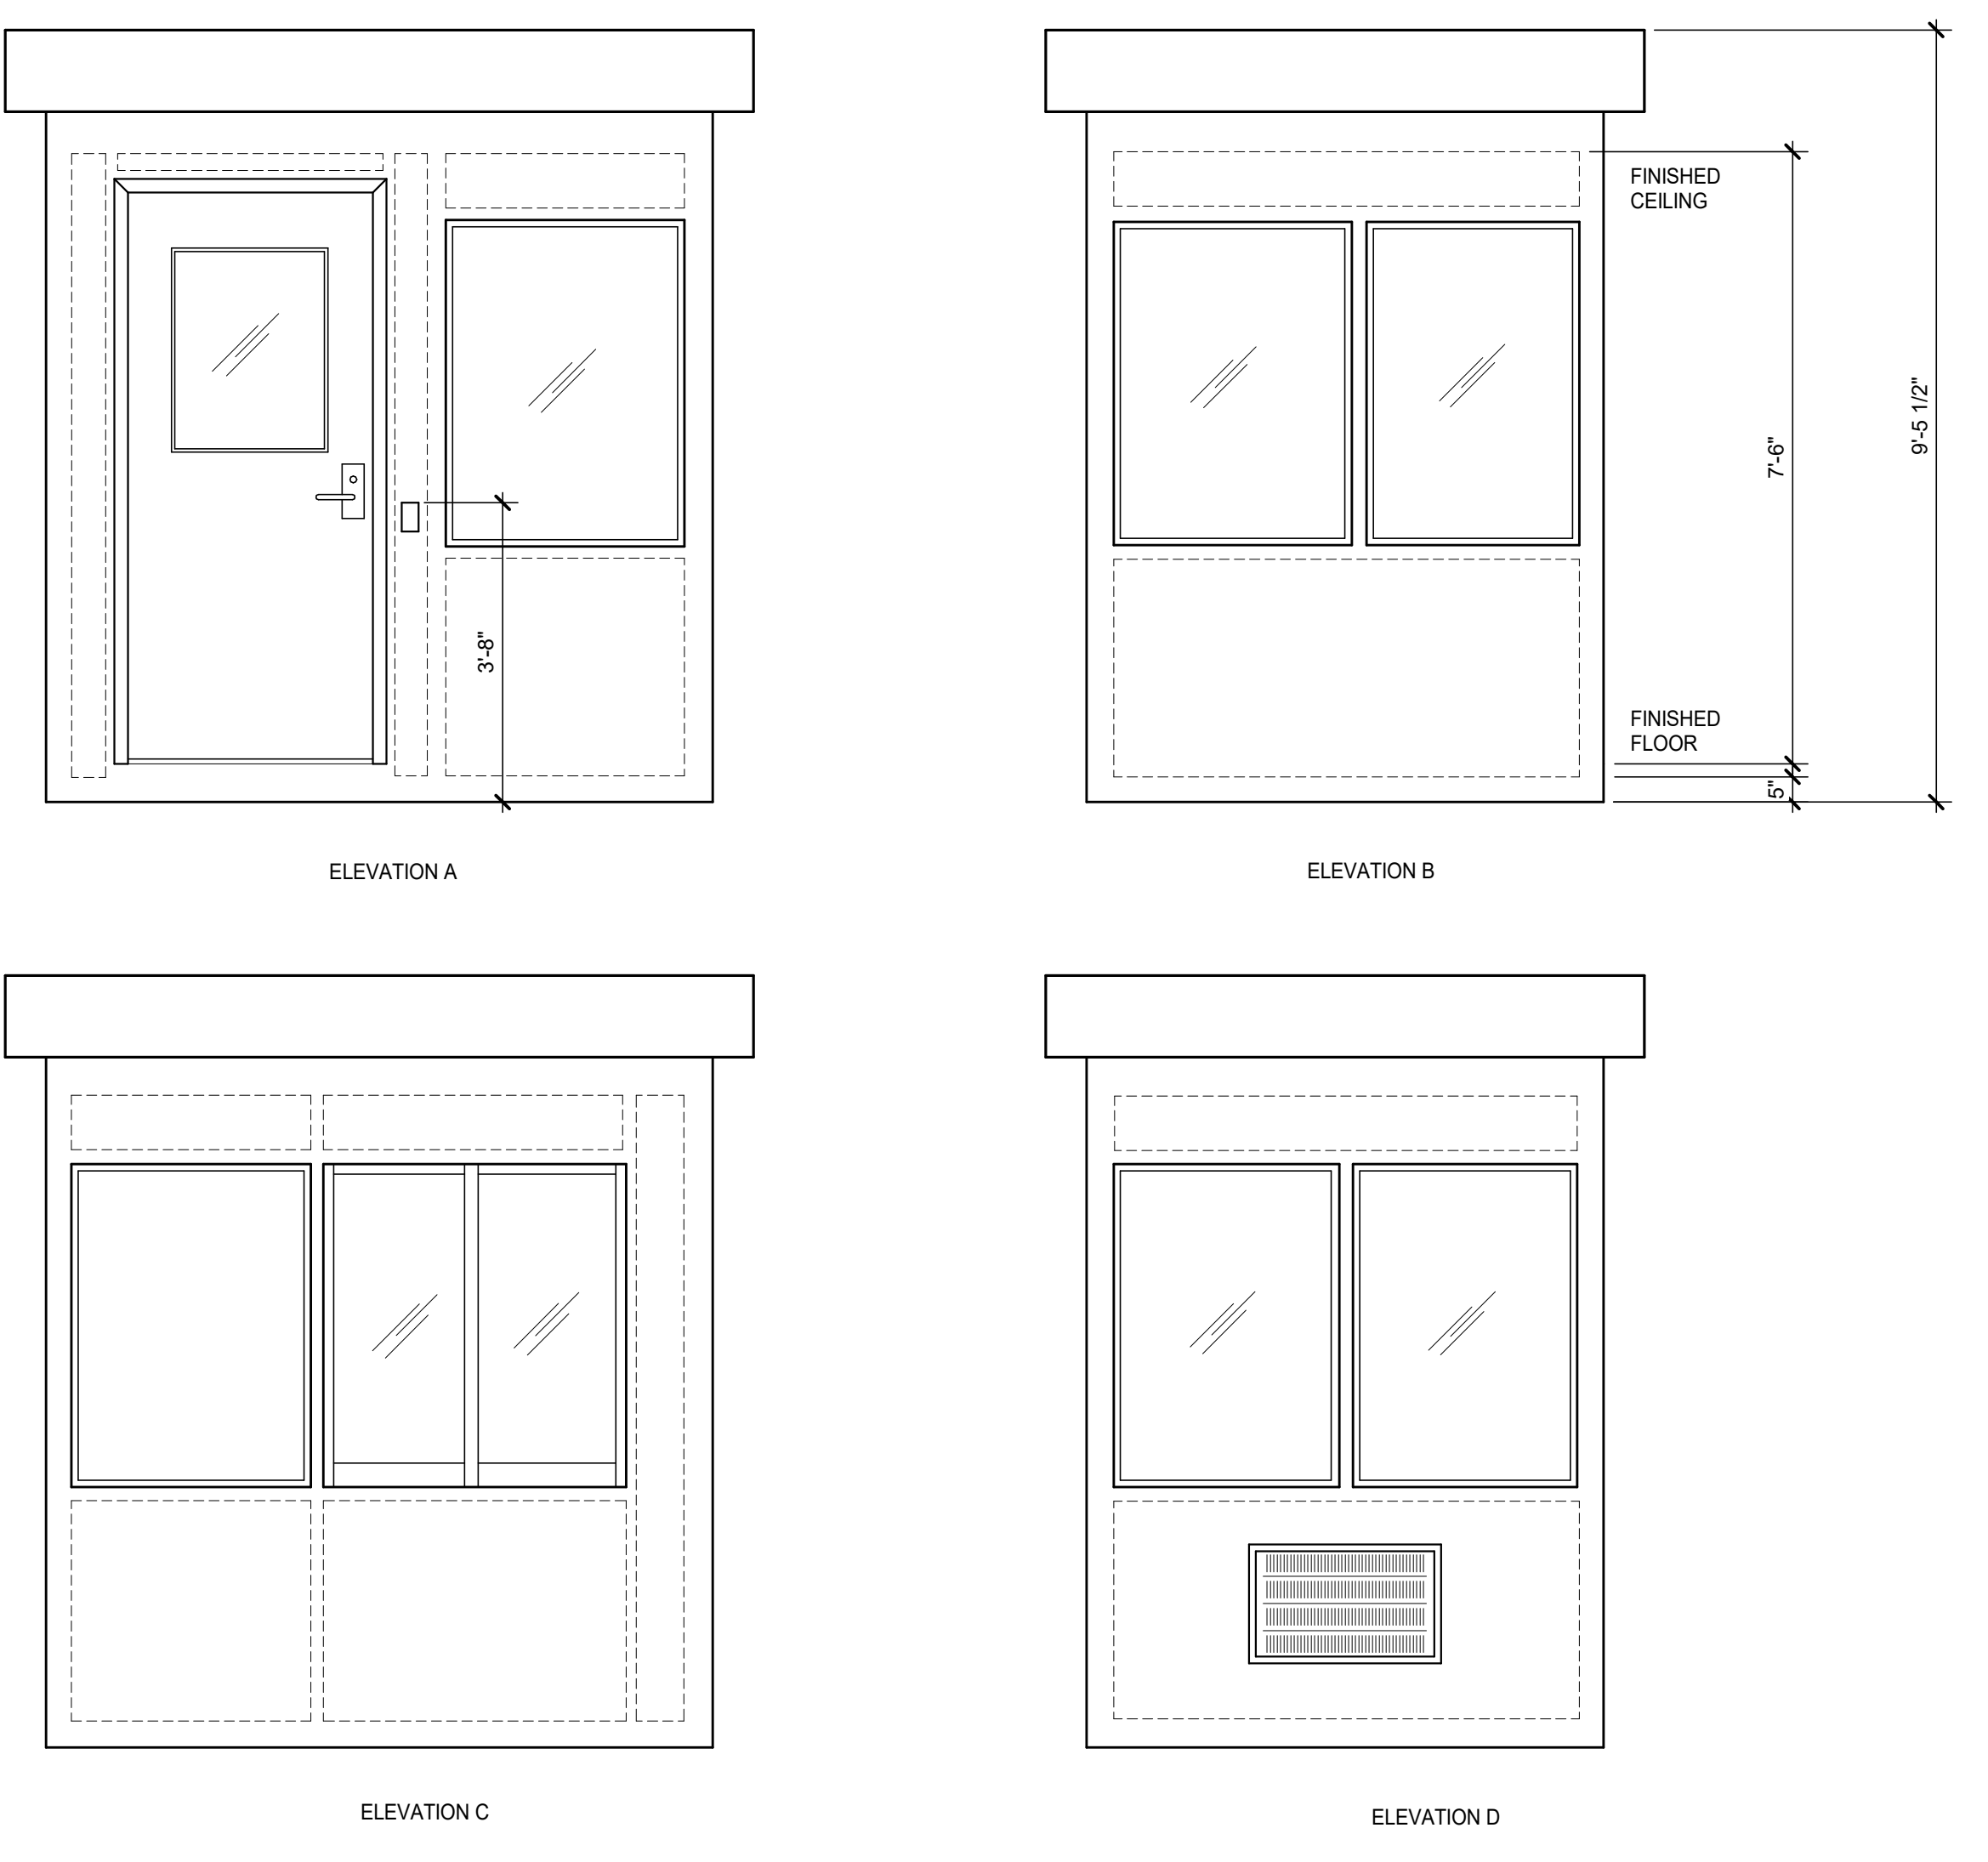 FINISHED
CEILING
9'-5 1/2"
7'-6"
3'-8"
FINISHED
FLOOR
5"
ELEVATION A
ELEVATION B
ELEVATION C
ELEVATION D